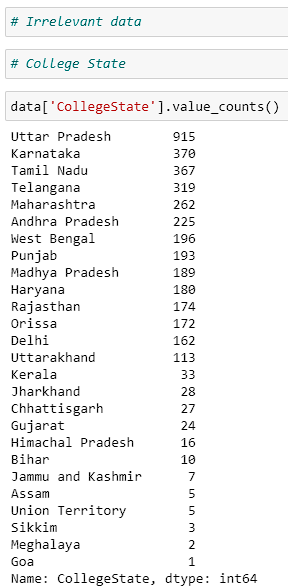 # Irrelevant data
# College State
data['CollegeState'].value_counts()
Uttar Pradesh 915
Karnataka 370
Tamil Nadu 367
Telangana 319
Maharashtra 262
Andhra Pradesh 225
West Bengal 196
Punjab 193
Madhya Pradesh 189
Haryana 180
Rajasthan 174
Orissa 172
Delhi 162
Uttarakhand 113
Kerala 33
Jharkhand 28
Chhattisgarh 27
Gujarat 24
Himachal Pradesh 16
Bihar 10
Jammu and Kashmir 7
Assam 5
Union Territory 5
Sikkim 3
Meghalaya 2
Goa 1
Name: CollegeState, dtype: int64